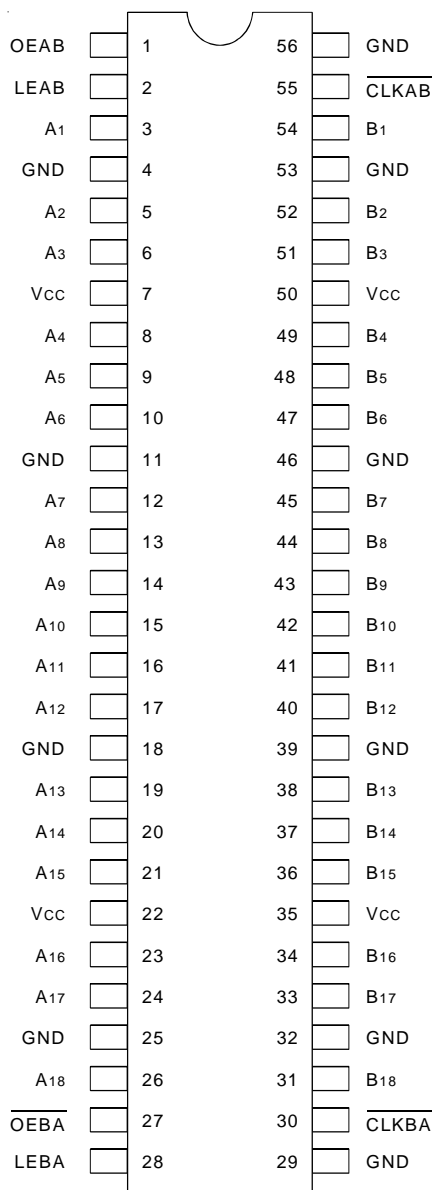 OEAB 1 56 GND
LEAB 2 55 CLKAB
A1 3 54 B1
GND 4 53 GND
A2 5 52 B2
A3 6 51 B3
VCC 7 50 VCC
A4 8 49 B4
A5 9 48 B5
A6 10 47 B6
GND 11 46 GND
A7 12 45 B7
A8 13 44 B8
A9 14 43 B9
A10 15 42 B10
A11 16 41 B11
A12 17 40 B12
GND 18 39 GND
A13 19 38 B13
A14 20 37 B14
A15 21 36 B15
VCC 22 35 VCC
A16 23 34 B16
A17 24 33 B17
GND 25 32 GND
A18 26 31 B18
OEBA 27 30 CLKBA
LEBA 28 29 GND